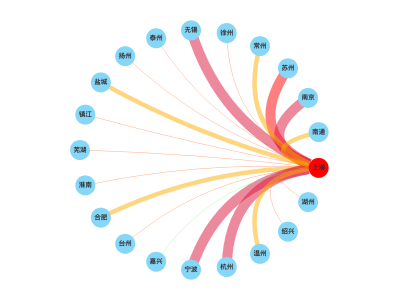 无锡
徐州
泰州
常州
扬州
苏州
盐城
南京
镇江
南通
芜湖
上海
淮南
湖州
合肥
绍兴
台州
温州
嘉兴
宁波
杭州